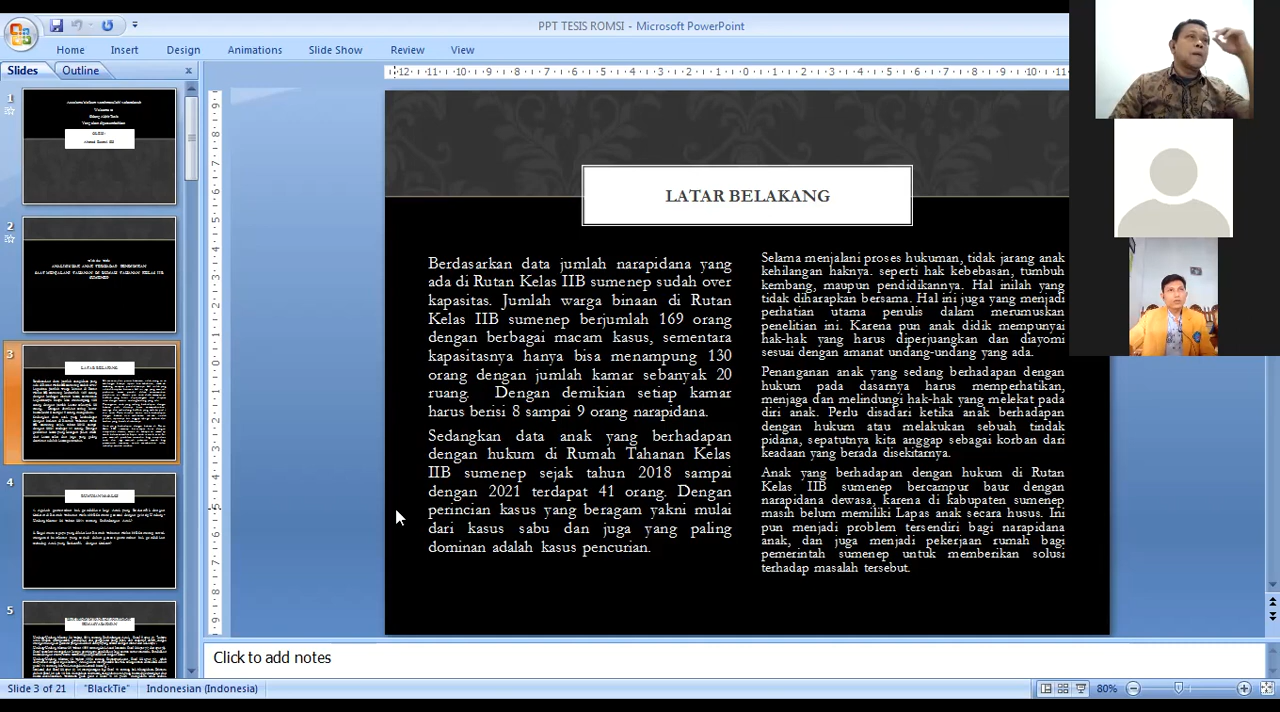 PPT TESIS ROMSI - Microsoft PowerPoint
Home Insert Design Animations Slide Show Review View
Slides Outline
LATAR BELAKANG
Berdasarkan data jumlah narapidana yang
ada di Rutan Kelas IIB sumenep sudah over
kapasitas. Jumlah warga binaan di Rutan
Kelas IIB sumenep berjumlah 169 orang
dengan berbagai macam kasus, sementara
kapasitasnya hanya bisa menampung 130
orang dengan jumlah kamar sebanyak 20
ruang. Dengan demikian setiap kamar
harus berisi 8 sampai 9 orang narapidana.
Sedangkan data anak yang berhadapan
dengan hukum di Rumah Tahanan Kelas
IIB sumenep sejak tahun 2018 sampai
dengan 2021 terdapat 41 orang. Dengan
perincian kasus yang beragam yakni mulai
dari kasus sabu dan juga yang paling
dominan adalah kasus pencurian.
Selama menjalani proses hukuman, tidak jarang anak
kehilangan haknya. seperti hak kebebasan, tumbuh
kembang, maupun pendidikannya. Hal inilah yang
tidak diharapkan bersama. Hal ini juga yang menjadi
perhatian utama penulis dalam merumuskan
penelitian ini. Karena pun anak didik mempunyai
hak-hak yang harus diperjuangkan dan diayomi
sesuai dengan amanat undang-undang yang ada.
Penanganan anak yang sedang berhadapan dengan
hukum pada dasarnya harus memperhatikan,
menjaga dan melindungi hak-hak yang melekat pada
diri anak. Perlu disadari ketika anak berhadapan
dengan hukum atau melakukan sebuah tindak
pidana, sepatutnya kita anggap sebagai korban dari
keadaan yang berada disekitarnya.
Anak yang berhadapan dengan hukum di Rutan
Kelas IIB sumenep bercampur baur dengan
narapidana dewasa, karena di kabupaten sumenep
masih belum memiliki Lapas anak secara husus. Ini
pun menjadi problem tersendiri bagi narapidana
anak, dan juga menjadi pekerjaan rumah bagi
pemerintah sumenep untuk memberikan solusi
terhadap masalah tersebut.
1
2
3
LATAR BELAKANG
4
5
Click to add notes
Slide 3 of 21 "BlackTie" Indonesian (Indonesia) 80%